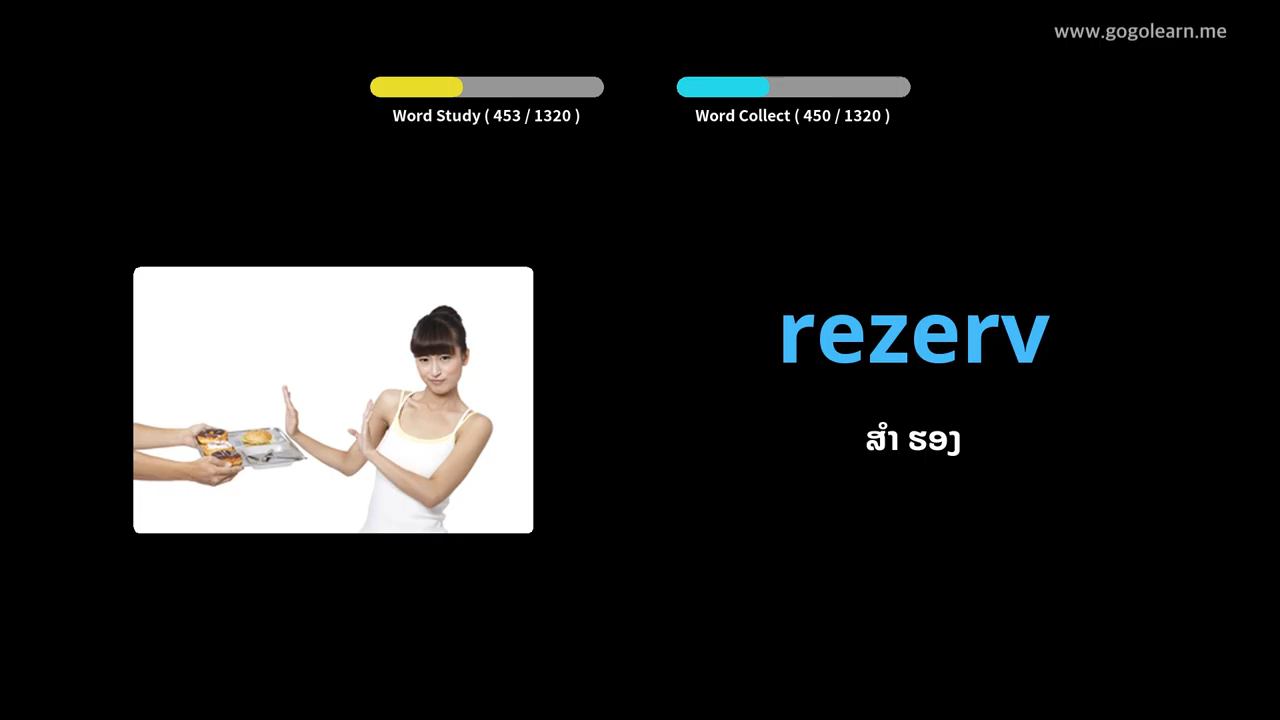 www.gogolearn.me
Word Study ( 453 / 1320 )
Word Collect ( 450 / 1320 )
rezerv
ສຳ ຮອງ